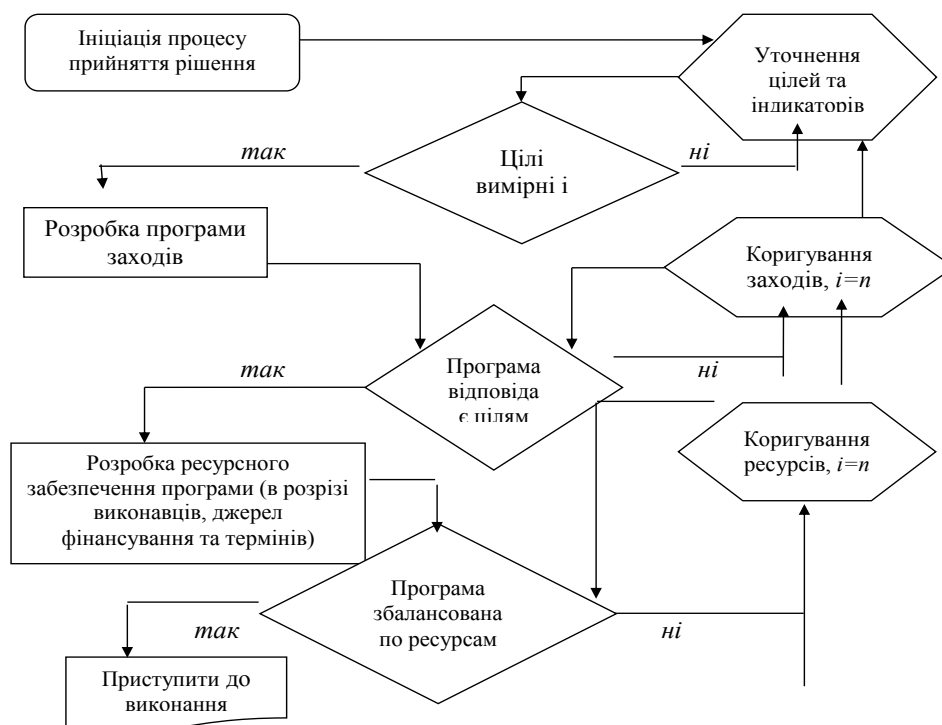 Ініціація процесу
прийняття рішення
Уточнення
цілей та
індикаторів
Цілі
вимірні і
так
ні
Розробка програми
заходів
Коригування
заходів, i=n
Програма
відповіда
є цілям
так
ні
Розробка ресурсного
забезпечення програми (в розрізі
виконавців, джерел
фінансування та термінів)
Коригування
ресурсів, i=n
Програма
збалансована
по ресурсам
так
ні
Приступити до
виконання